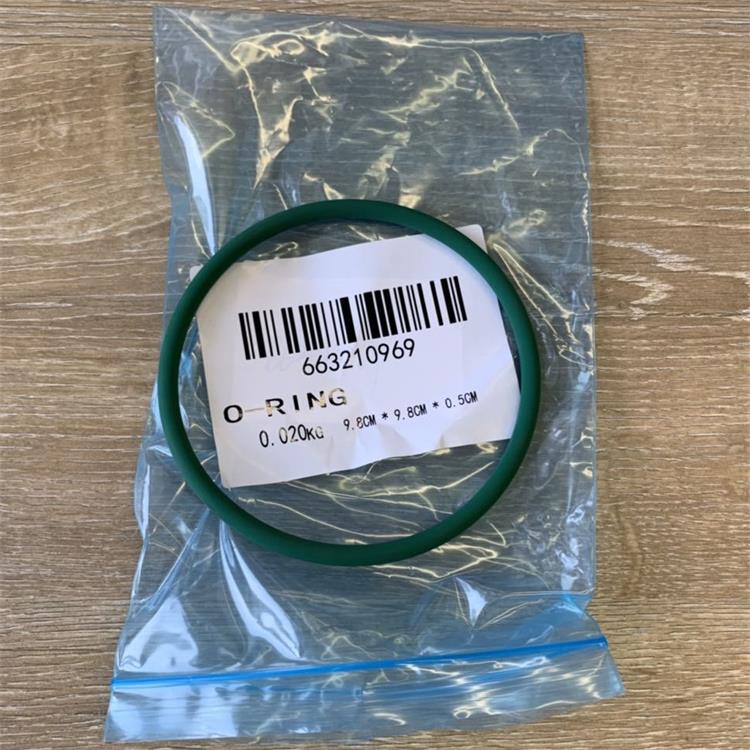 663210969
O-RING
0.020KG 9.8CM * 9.8CM * 0.5CM